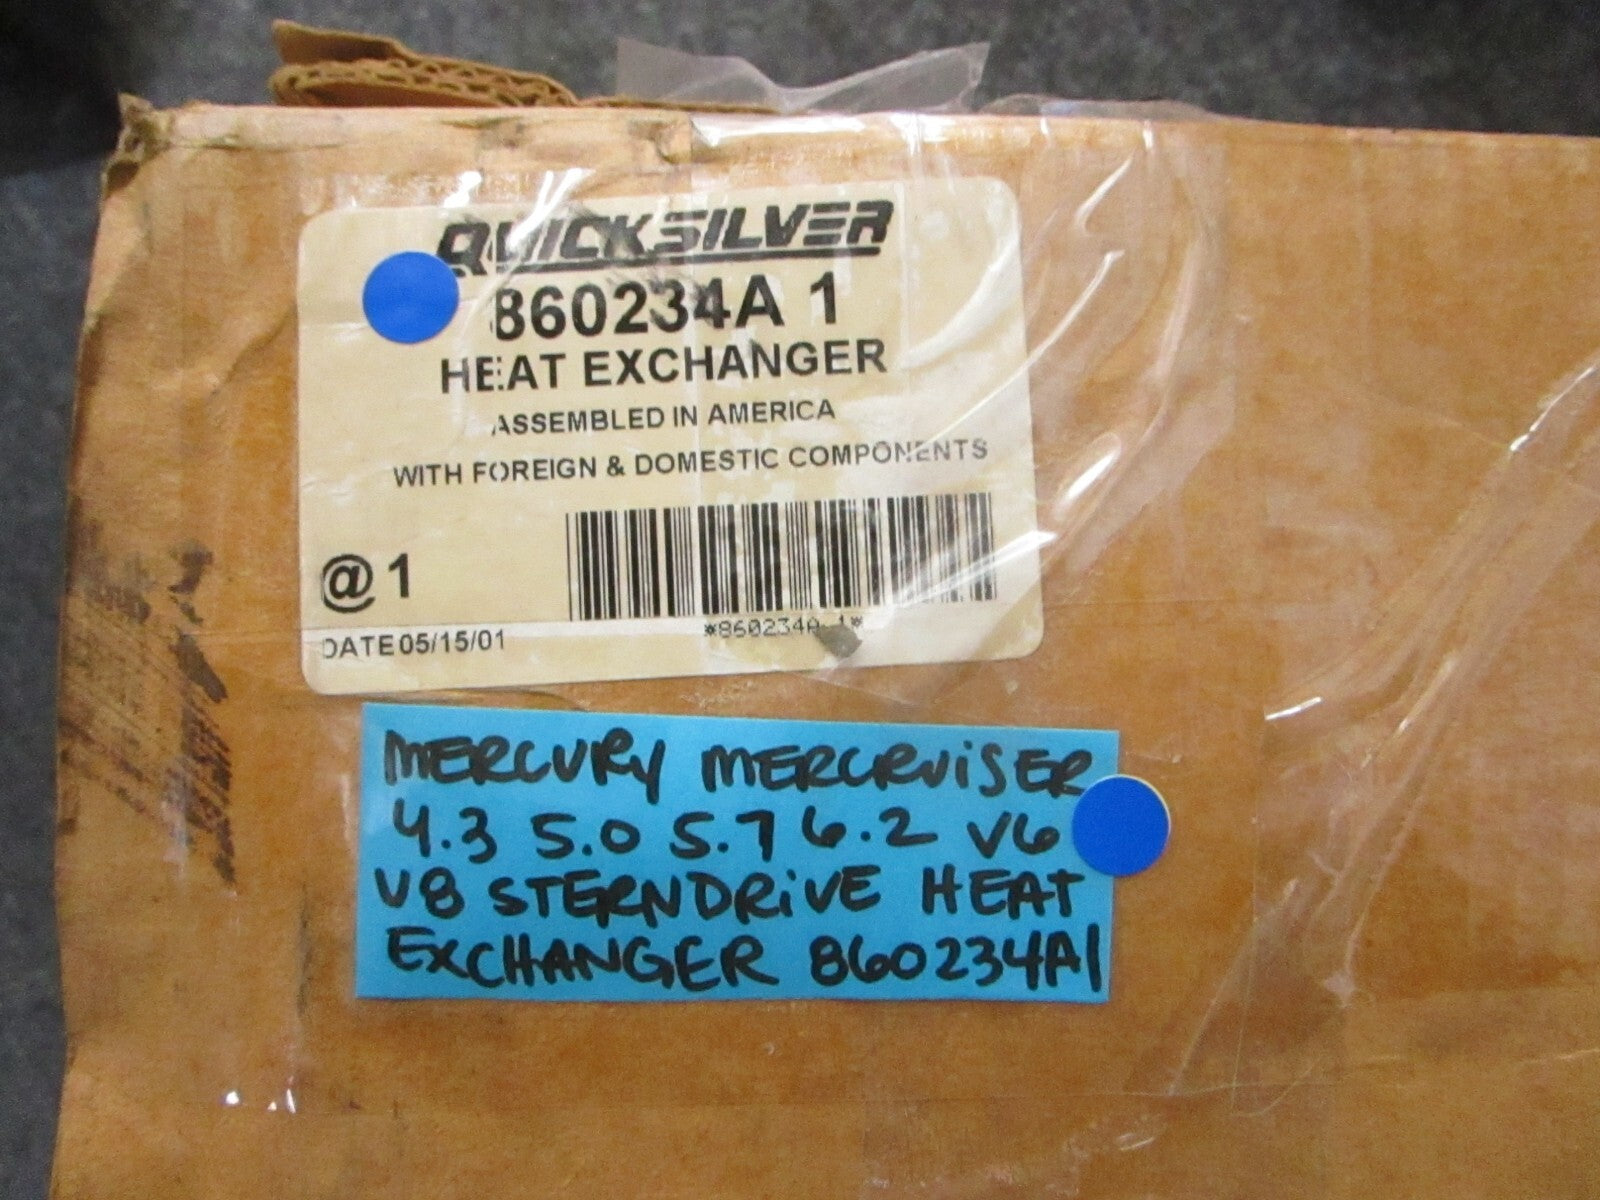 QUICKSILVER
860234A 1
HEAT EXCHANGER
ASSEMBLED IN AMERICA
WITH FOREIGN & DOMESTIC COMPONENTS
@ 1
*860234A 1*
DATE 05/15/01
MERCURY MERCRUiSER
4.3 5.0 5.7 6.2 V6
V8 STERNDRiVE HEAT
EXCHANGER 860234A1